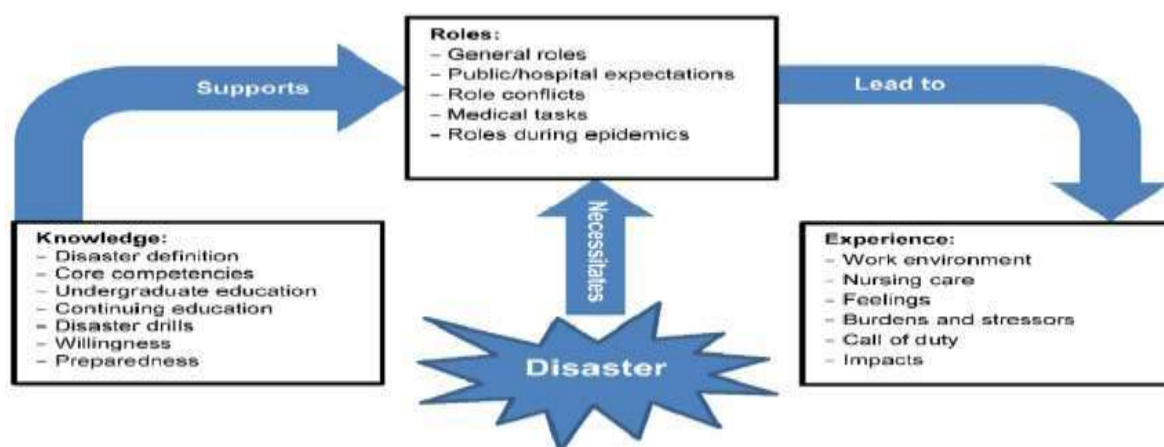 Roles:
– General roles
– Public/hospital expectations
– Role conflicts
– Medical tasks
– Roles during epidemics
Supports
Lead to
Knowledge:
– Disaster definition
– Core competencies
– Undergraduate education
– Continuing education
– Disaster drills
– Willingness
– Preparedness
Necessitates
Disaster
Experience:
– Work environment
– Nursing care
– Feelings
– Burdens and stressors
– Call of duty
– Impacts